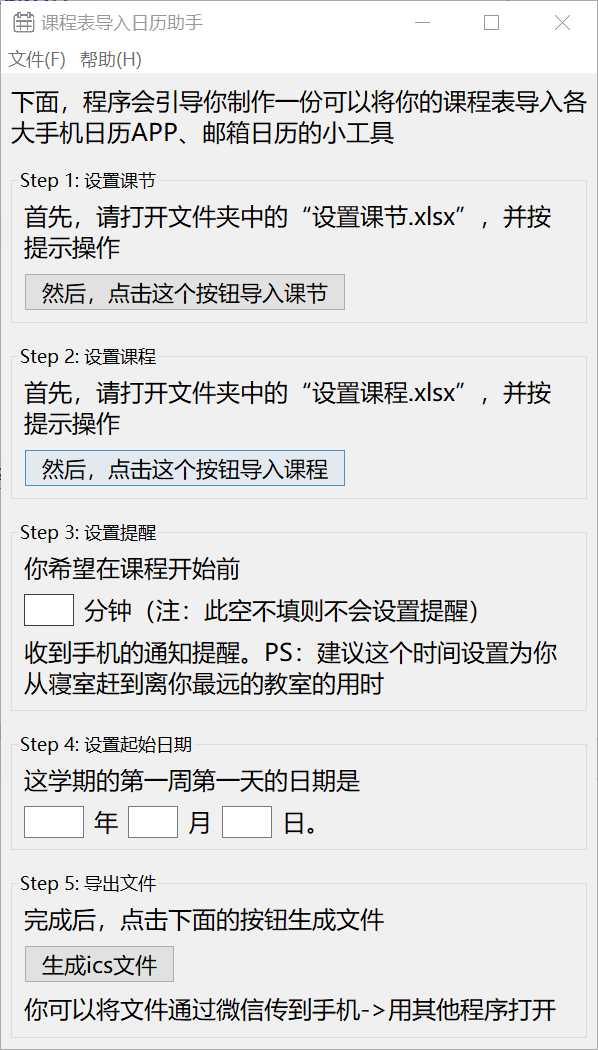 课程表导入日历助手
文件(F) 帮助(H)
下面，程序会引导你制作一份可以将你的课程表导入各
大手机日历APP、邮箱日历的小工具
Step 1: 设置课节
首先，请打开文件夹中的“设置课节.xlsx”，并按
提示操作
然后，点击这个按钮导入课节
Step 2: 设置课程
首先，请打开文件夹中的“设置课程.xlsx”，并按
提示操作
然后，点击这个按钮导入课程
Step 3: 设置提醒
你希望在课程开始前
分钟（注：此空不填则不会设置提醒）
收到手机的通知提醒。PS：建议这个时间设置为你
从寝室赶到离你最远的教室的用时
Step 4: 设置起始日期
这学期的第一周第一天的日期是
年 月 日。
Step 5: 导出文件
完成后，点击下面的按钮生成文件
生成ics文件
你可以将文件通过微信传到手机->用其他程序打开